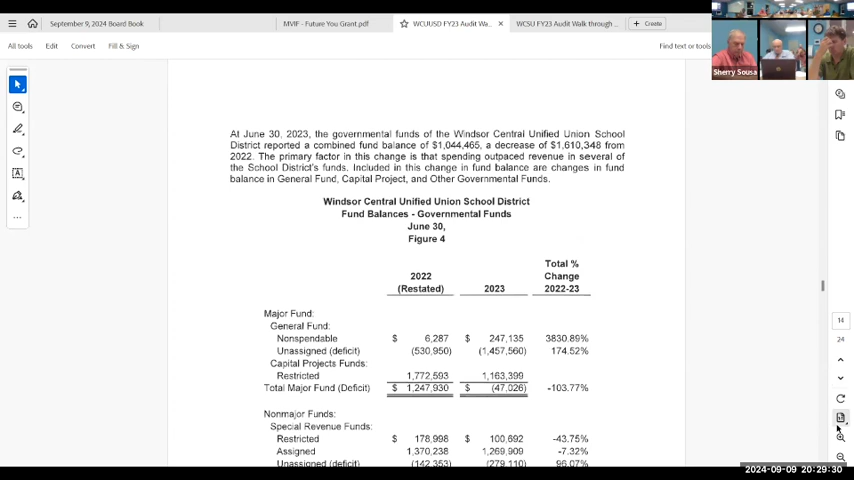 September 9, 2024 Board Book
MVIF - Future You Grant.pdf
WCUUSD FY23 Audit Wa...
WCSU FY23 Audit Walk through ...
+ Create
All tools Edit Convert Fill & Sign
Find text or tools
Sherry Sousa
At June 30, 2023, the governmental funds of the Windsor Central Unified Union School
District reported a combined fund balance of $1,044,465, a decrease of $1,610,348 from
2022. The primary factor in this change is that spending outpaced revenue in several of
the School District's funds. Included in this change in fund balance are changes in fund
balance in General Fund, Capital Project, and Other Governmental Funds.
Windsor Central Unified Union School District
Fund Balances - Governmental Funds
June 30,
Figure 4
Total %
2022 Change
(Restated) 2023 2022-23
Major Fund:
General Fund:
Nonspendable $ 6,287 $ 247,135 3830.89%
Unassigned (deficit) (530,950) (1,457,560) 174.52%
Capital Projects Funds:
Restricted 1,772,593 1,163,399
Total Major Fund (Deficit) $ 1,247,930 $ (47,026) -103.77%
Nonmajor Funds:
Special Revenue Funds:
Restricted $ 178,998 $ 100,692 -43.75%
Assigned 1,370,238 1,269,909 -7.32%
Unassigned (deficit) (142,353) (279,110) 96.07%
14
24
2024-09-09 20:29:30